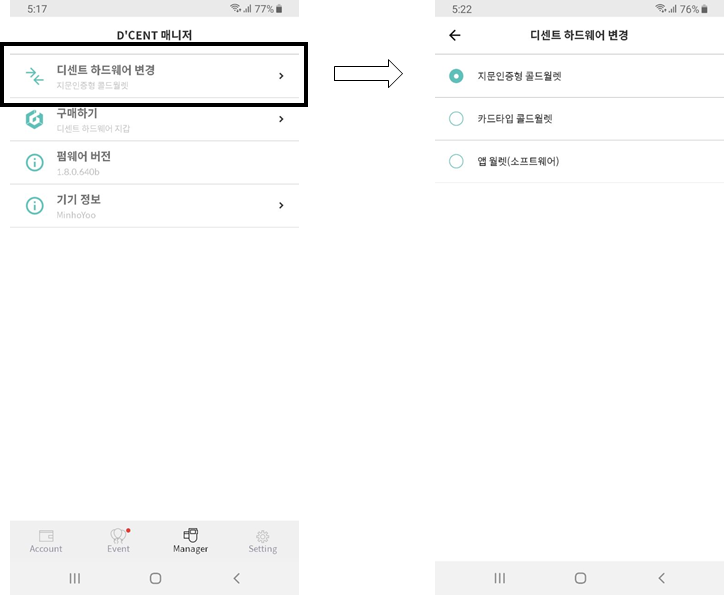 5:17
77%
D'CENT 매니저
디센트 하드웨어 변경
지문인증형 콜드월렛
구매하기
디센트 하드웨어 지갑
펌웨어 버전
1.8.0.640b
기기 정보
MinhoYoo
Account
Event
Manager
Setting
5:22
76%
디센트 하드웨어 변경
지문인증형 콜드월렛
카드타입 콜드월렛
앱 월렛(소프트웨어)